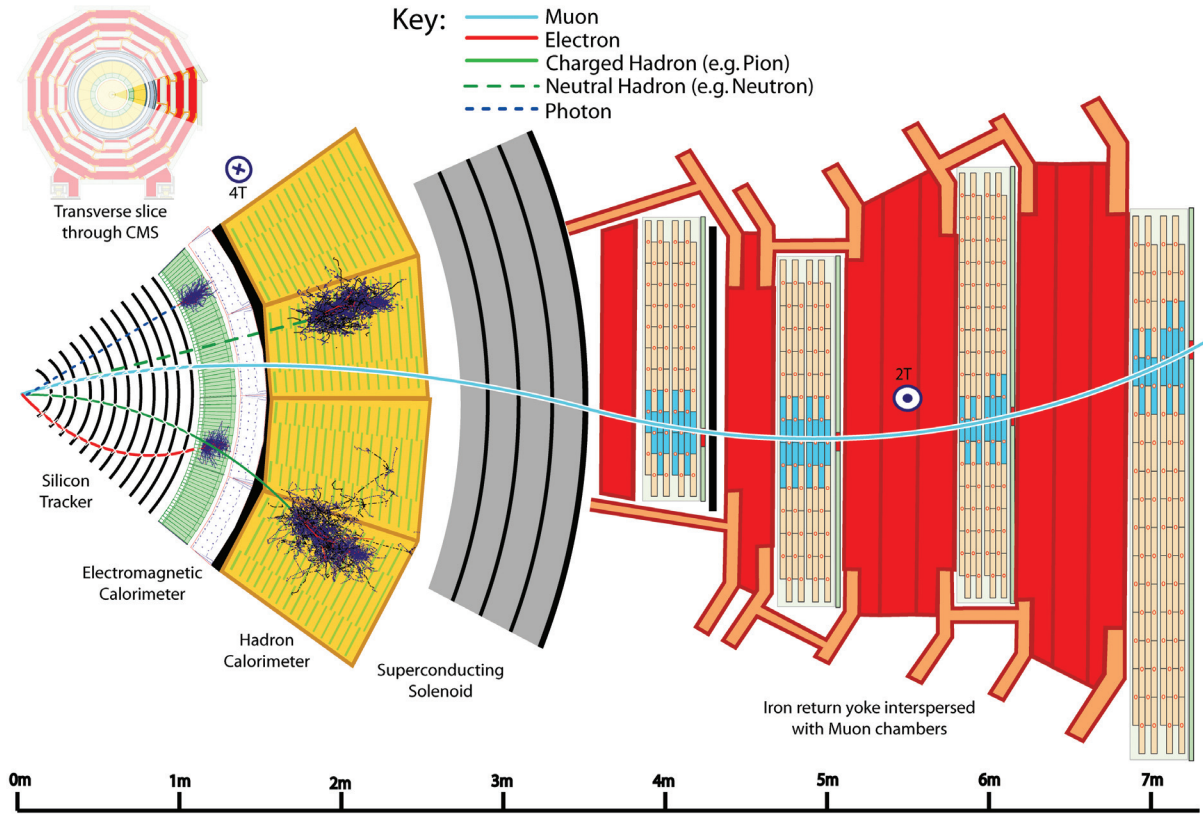 Key:
Muon
Electron
Charged Hadron (e.g. Pion)
Neutral Hadron (e.g. Neutron)
Photon
Transverse slice
through CMS
4T
2T
Silicon
Tracker
Electromagnetic
Calorimeter
Hadron
Calorimeter
Superconducting
Solenoid
Iron return yoke interspersed
with Muon chambers
0m 1m 2m 3m 4m 5m 6m 7m